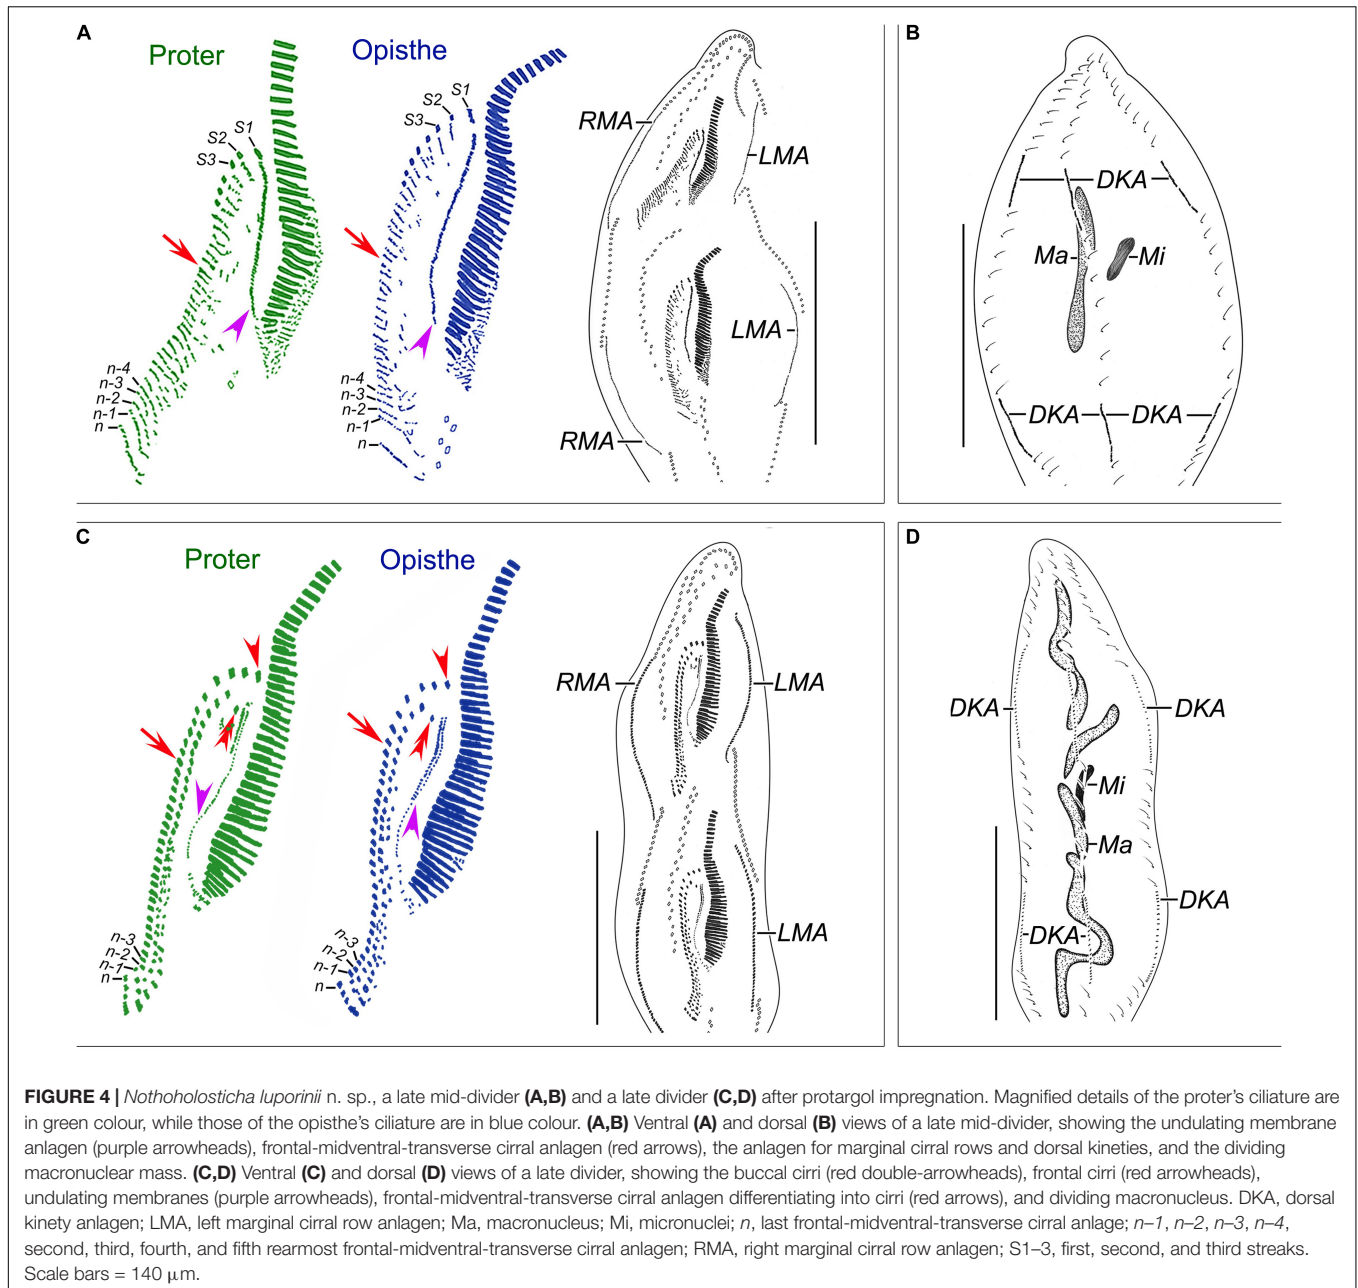 A
Proter
Opisthe
S1
S2
S3
n-4
n-3
n-2
n-1
n
S1
S2
S3
n-4
n-3
n-2
n-1
n
RMA
LMA
LMA
RMA
B
DKA
Ma
Mi
DKA DKA
C
Proter
Opisthe
n-3
n-2
n-1
n
n-3
n-2
n-1
n
RMA
LMA
LMA
D
DKA
DKA
Mi
Ma
DKA
DKA
FIGURE 4 | Nothoholosticha luporinii n. sp., a late mid-divider (A,B) and a late divider (C,D) after protargol impregnation. Magnified details of the proter’s ciliature are
in green colour, while those of the opisthe’s ciliature are in blue colour. (A,B) Ventral (A) and dorsal (B) views of a late mid-divider, showing the undulating membrane
anlagen (purple arrowheads), frontal-midventral-transverse cirral anlagen (red arrows), the anlagen for marginal cirral rows and dorsal kineties, and the dividing
macronuclear mass. (C,D) Ventral (C) and dorsal (D) views of a late divider, showing the buccal cirri (red double-arrowheads), frontal cirri (red arrowheads),
undulating membranes (purple arrowheads), frontal-midventral-transverse cirral anlagen differentiating into cirri (red arrows), and dividing macronucleus. DKA, dorsal
kinety anlagen; LMA, left marginal cirral row anlagen; Ma, macronucleus; Mi, micronuclei; n, last frontal-midventral-transverse cirral anlage; n–1, n–2, n–3, n–4,
second, third, fourth, and fifth rearmost frontal-midventral-transverse cirral anlagen; RMA, right marginal cirral row anlagen; S1–3, first, second, and third streaks.
Scale bars = 140 μm.